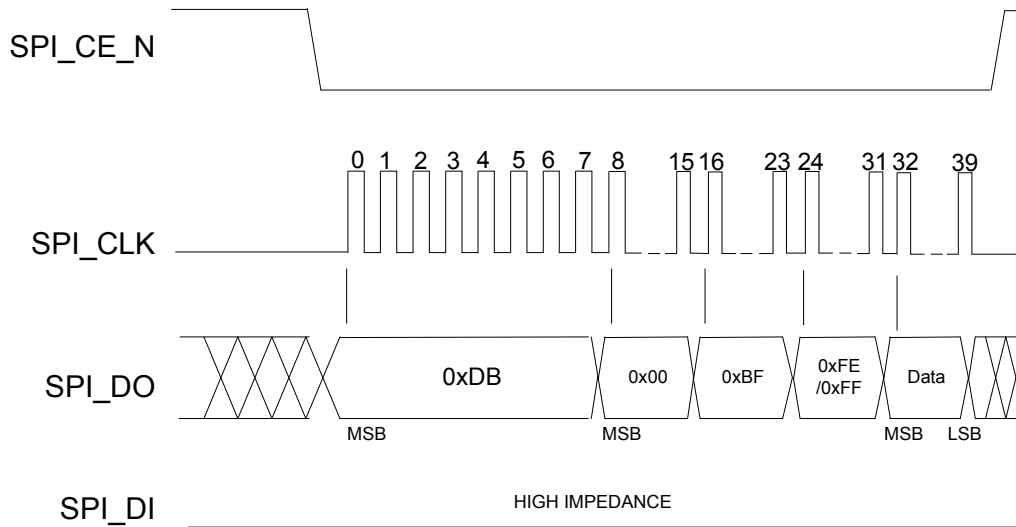 SPI_CE_N
0 1 2 3 4 5 6 7 8 15 16 23 24 31 32 39
SPI_CLK
SPI_DO
0xDB
0x00
0xBF
0xFE
/0xFF
Data
MSB MSB MSB LSB
SPI_DI
HIGH IMPEDANCE